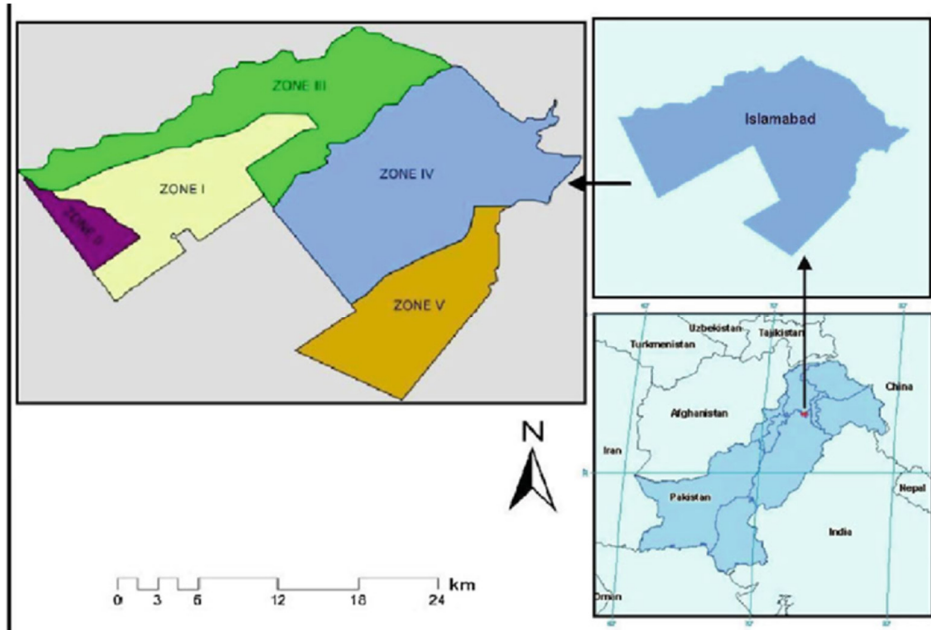 ZONE III
ZONE I
ZONE IV
ZONE II
ZONE V
Islamabad
Uzbekistan
Tajikistan
Turkmenistan
China
Afghanistan
Iran
Pakistan
Nepal
India
Oman
N
km
0 3 6 12 18 24